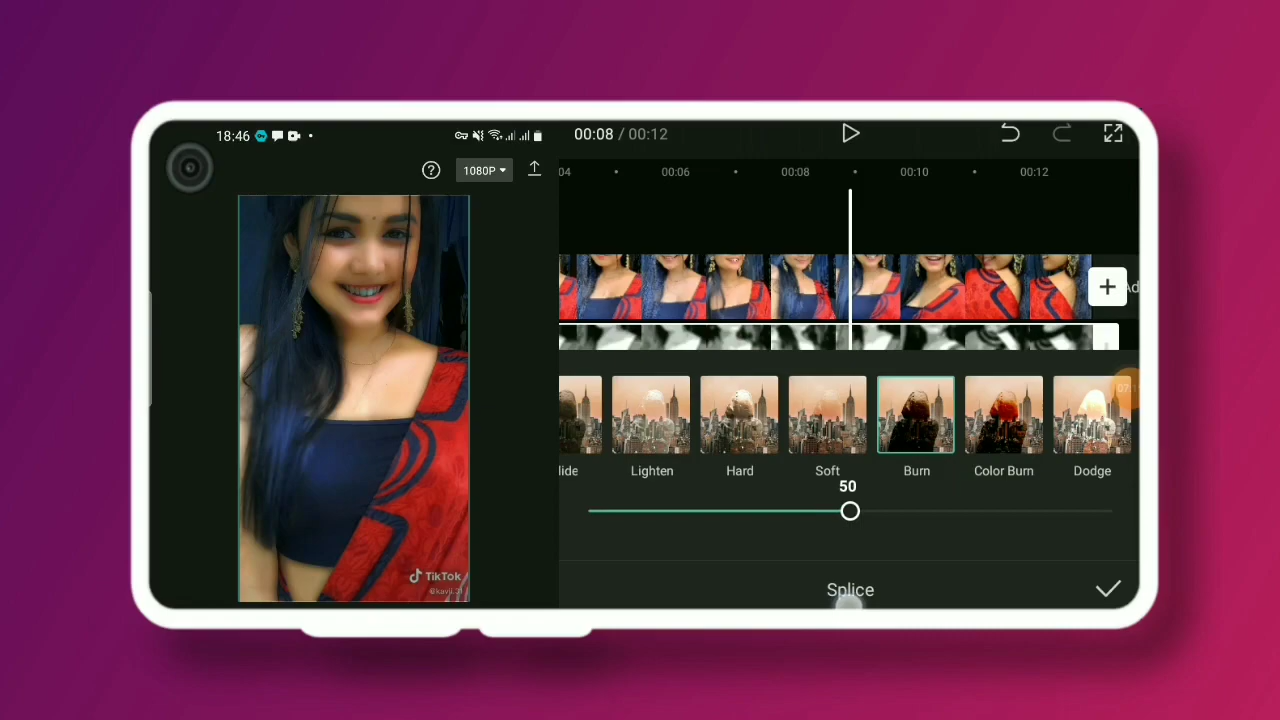 18:46
1080P
TikTok
00:08 / 00:12
04 00:06 00:08 00:10 00:12
Ad
lide Lighten Hard Soft Burn Color Burn Dodge
50
Splice